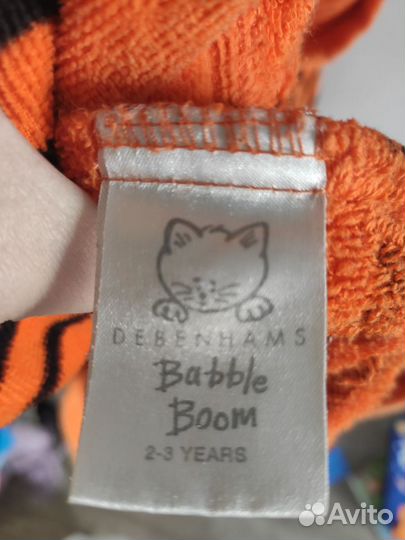 DEBENHAMS
Babble
Boom
2-3 YEARS
Avito